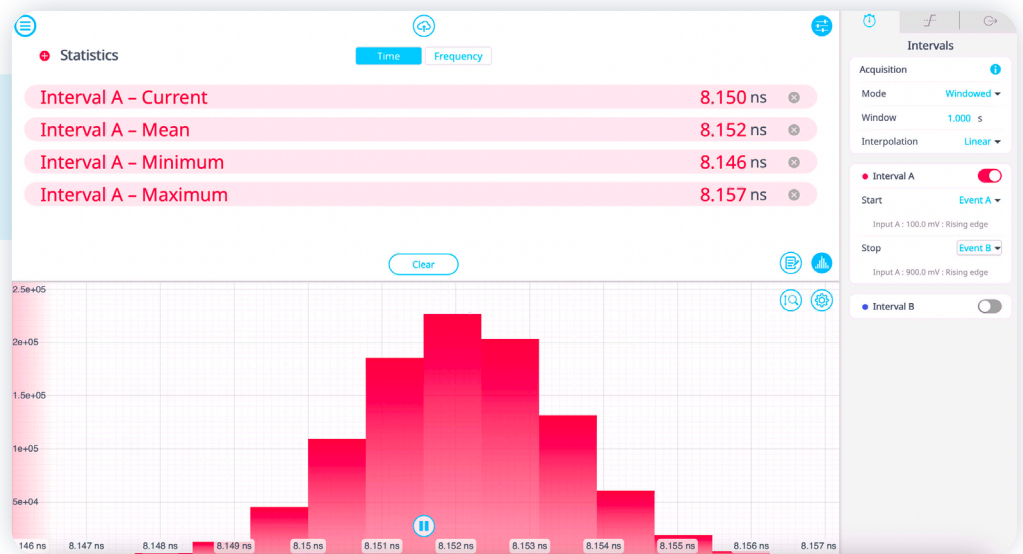 Statistics
Time
Frequency
Interval A – Current 8.150 ns
Interval A – Mean 8.152 ns
Interval A – Minimum 8.146 ns
Interval A – Maximum 8.157 ns
Clear
2.5e+05
2e+05
1.5e+05
1e+05
5e+04
146 ns 8.147 ns 8.148 ns 8.149 ns 8.15 ns 8.151 ns 8.152 ns 8.153 ns 8.154 ns 8.155 ns 8.156 ns 8.157 ns
Intervals
Acquisition
Mode Windowed
Window 1.000 s
Interpolation Linear
Interval A
Start Event A
Input A : 100.0 mV : Rising edge
Stop Event B
Input A : 900.0 mV : Rising edge
Interval B